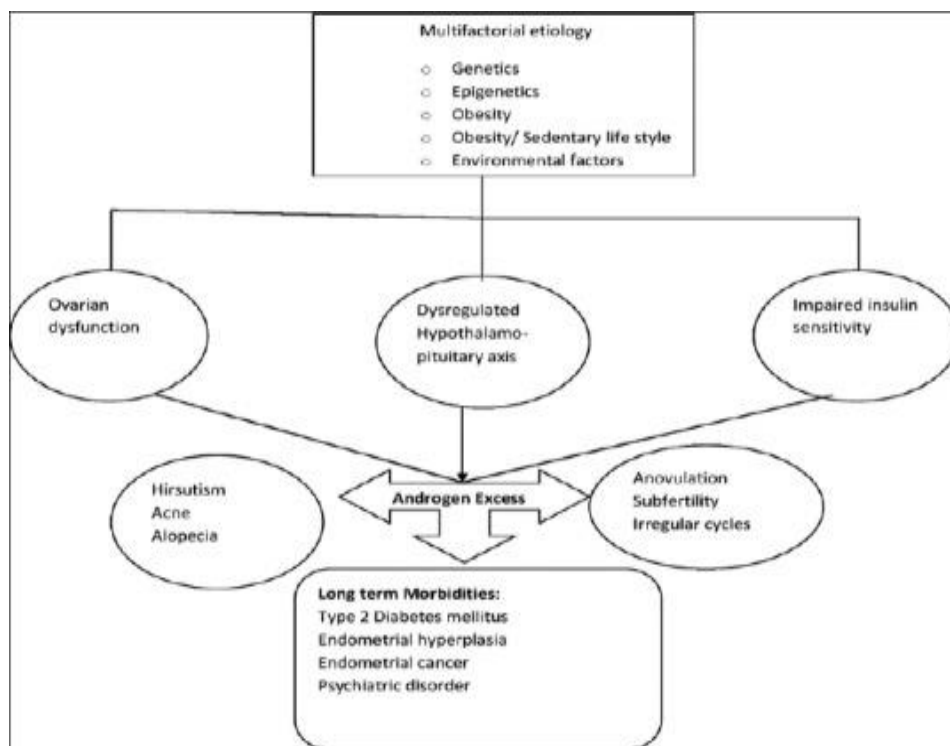 Multifactorial etiology
○ Genetics
○ Epigenetics
○ Obesity
○ Obesity/ Sedentary life style
○ Environmental factors
Ovarian
dysfunction
Dysregulated
Hypothalamo-
pituitary axis
Impaired insulin
sensitivity
Hirsutism
Acne
Alopecia
Androgen Excess
Anovulation
Subfertility
Irregular cycles
Long term Morbidities:
Type 2 Diabetes mellitus
Endometrial hyperplasia
Endometrial cancer
Psychiatric disorder